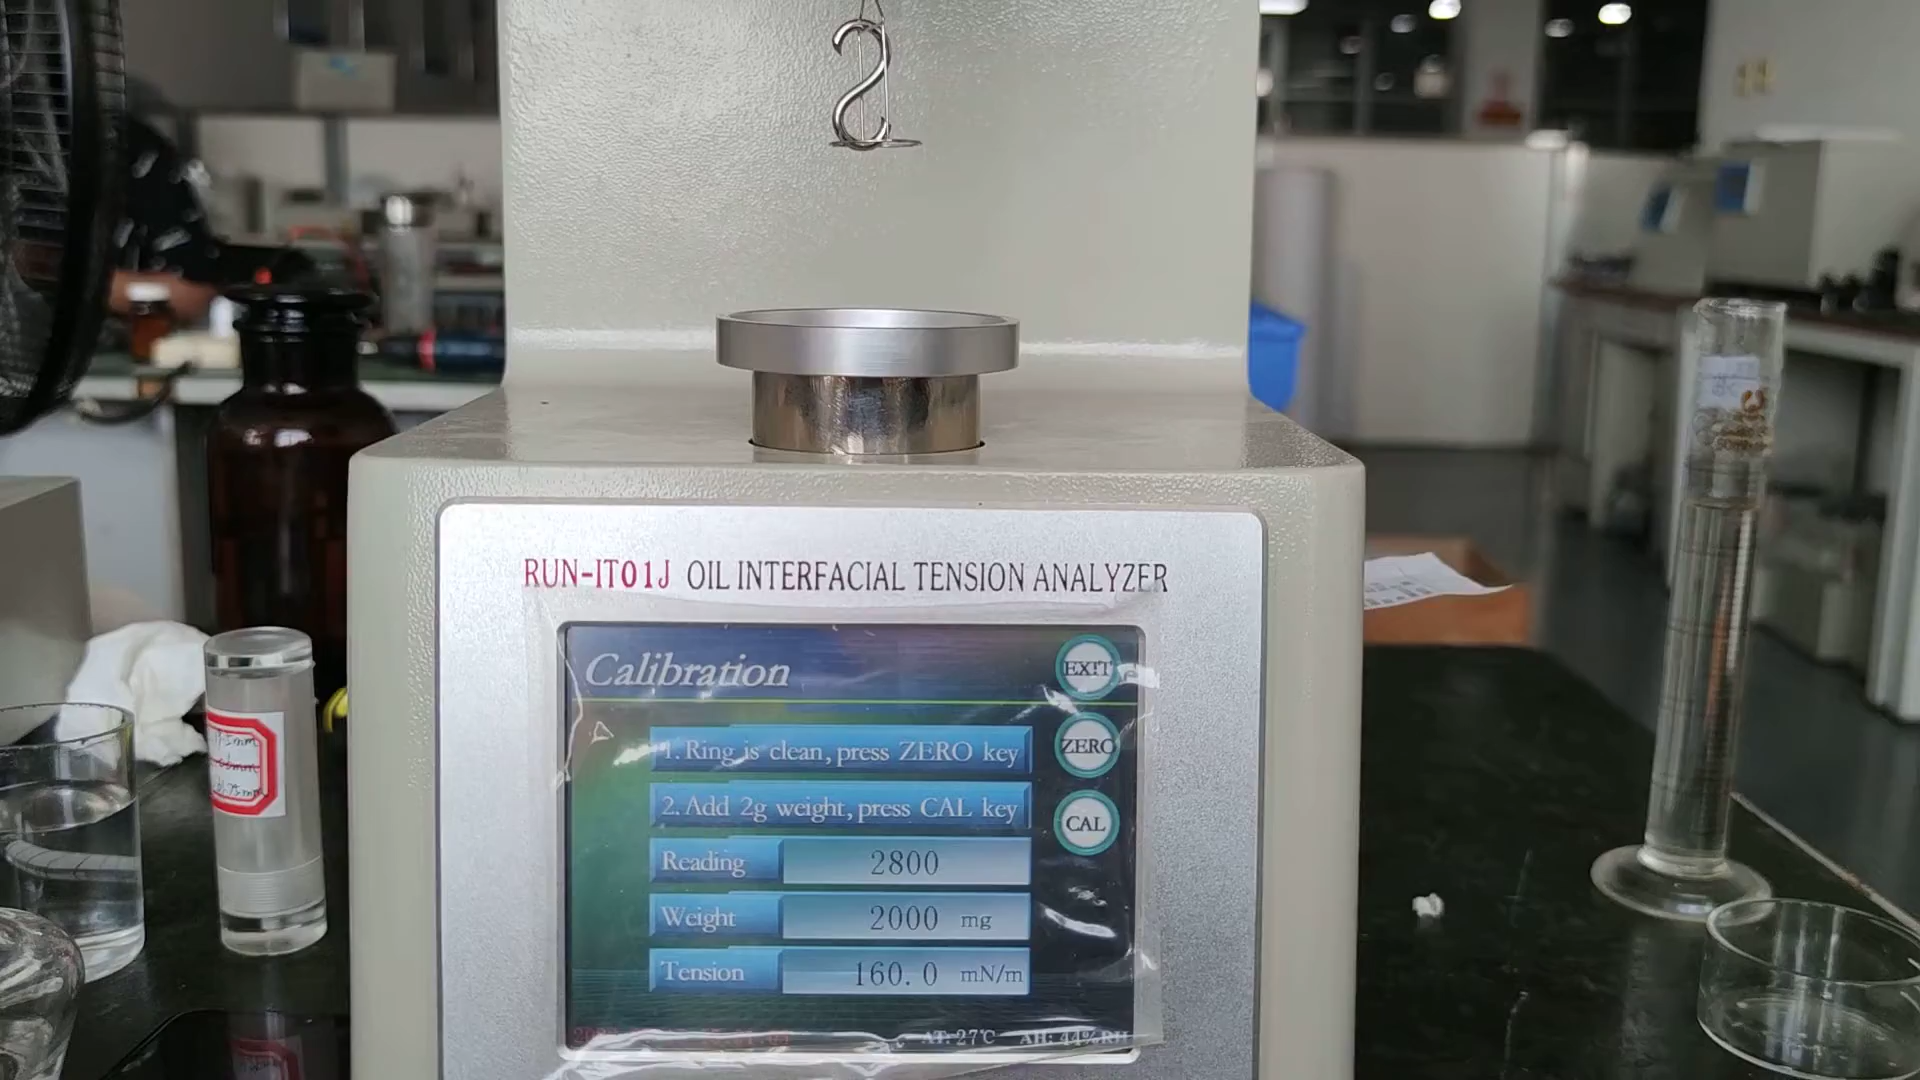 RUN-IT01J OIL INTERFACIAL TENSION ANALYZER
Calibration
EXIT
1. Ring is clean, press ZERO key
ZERO
2. Add 2g weight, press CAL key
CAL
Reading 2800
Weight 2000 mg
Tension 160.0 mN/m
AT: 27℃ AH: 44%RH